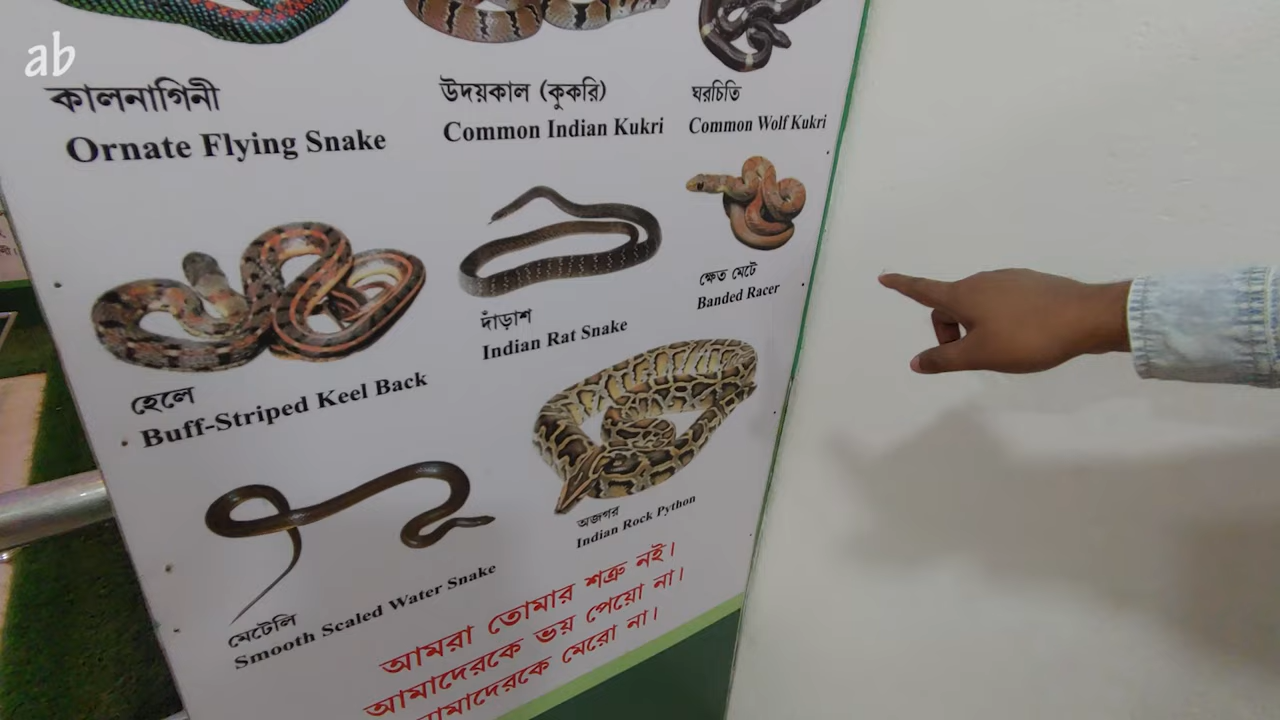 ab
কালনাগিনী
Ornate Flying Snake
উদয়কাল (কুকরি)
Common Indian Kukri
ঘরচিতি
Common Wolf Kukri
হেলে
Buff-Striped Keel Back
দাঁড়াশ
Indian Rat Snake
ক্ষেত মেটে
Banded Racer
মেটেলি
Smooth Scaled Water Snake
অজগর
Indian Rock Python
আমরা তোমার শত্রু নই।
আমাদেরকে ভয় পেয়ো না।
আমাদেরকে মেরো না।